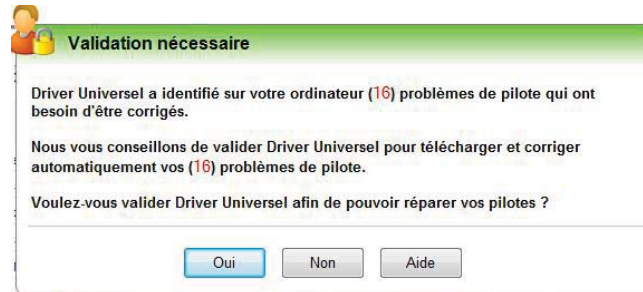 Validation nécessaire
Driver Universel a identifié sur votre ordinateur (16) problèmes de pilote qui ont
besoin d'être corrigés.
Nous vous conseillons de valider Driver Universel pour télécharger et corriger
automatiquement vos (16) problèmes de pilote.
Voulez-vous valider Driver Universel afin de pouvoir réparer vos pilotes ?
Oui Non Aide